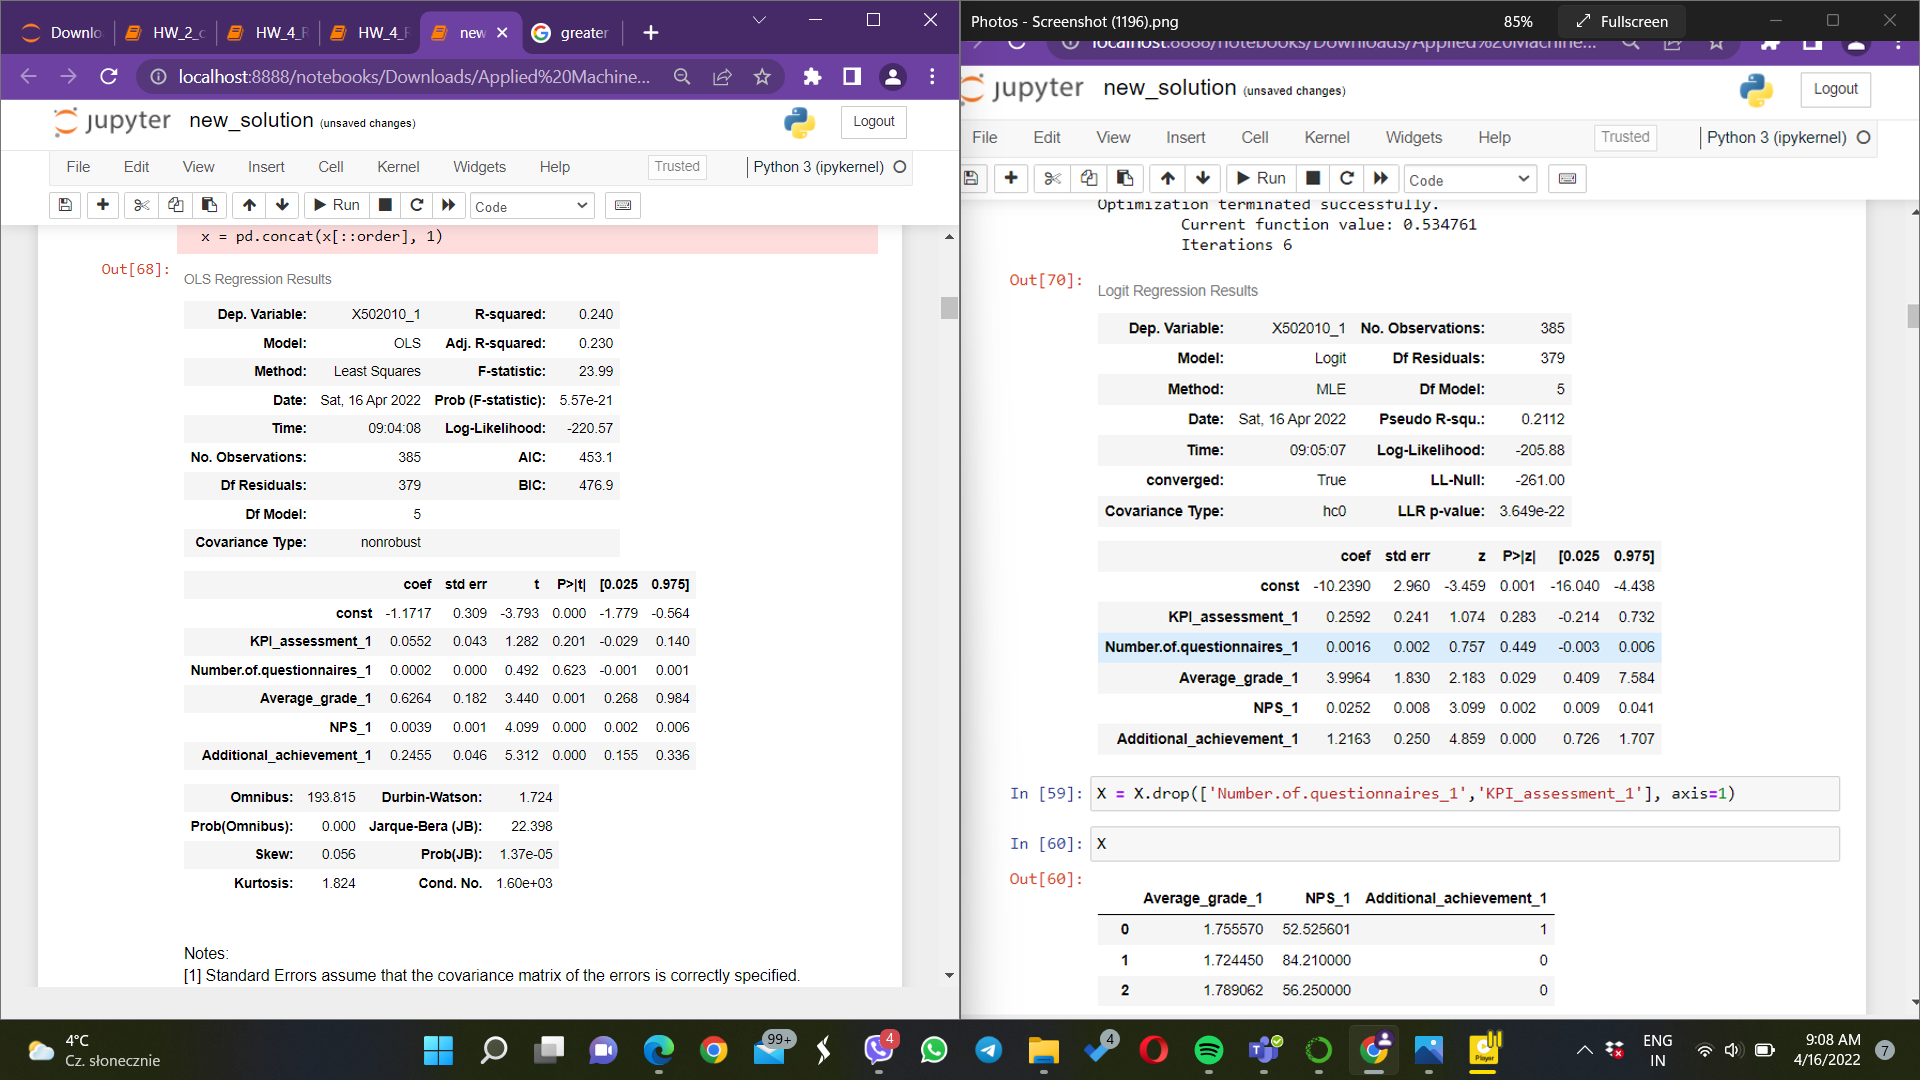 Downlo
HW_2_c
HW_4_F
HW_4_F
new
greater
localhost:8888/notebooks/Downloads/Applied%20Machine...
jupyter new_solution (unsaved changes)
Logout
File Edit View Insert Cell Kernel Widgets Help
Trusted
Python 3 (ipykernel)
Run
Code
x = pd.concat(x[::order], 1)
Out[68]:
OLS Regression Results
Dep. Variable: X502010_1 R-squared: 0.240
Model: OLS Adj. R-squared: 0.230
Method: Least Squares F-statistic: 23.99
Date: Sat, 16 Apr 2022 Prob (F-statistic): 5.57e-21
Time: 09:04:08 Log-Likelihood: -220.57
No. Observations: 385 AIC: 453.1
Df Residuals: 379 BIC: 476.9
Df Model: 5
Covariance Type: nonrobust
coef std err t P>|t| [0.025 0.975]
const -1.1717 0.309 -3.793 0.000 -1.779 -0.564
KPI_assessment_1 0.0552 0.043 1.282 0.201 -0.029 0.140
Number.of.questionnaires_1 0.0002 0.000 0.492 0.623 -0.001 0.001
Average_grade_1 0.6264 0.182 3.440 0.001 0.268 0.984
NPS_1 0.0039 0.001 4.099 0.000 0.002 0.006
Additional_achievement_1 0.2455 0.046 5.312 0.000 0.155 0.336
Omnibus: 193.815 Durbin-Watson: 1.724
Prob(Omnibus): 0.000 Jarque-Bera (JB): 22.398
Skew: 0.056 Prob(JB): 1.37e-05
Kurtosis: 1.824 Cond. No. 1.60e+03
Notes:
[1] Standard Errors assume that the covariance matrix of the errors is correctly specified.
Photos - Screenshot (1196).png
85%
Fullscreen
localhost:8888/notebooks/Downloads/Applied%20Machine...
jupyter new_solution (unsaved changes)
Logout
File Edit View Insert Cell Kernel Widgets Help
Trusted
Python 3 (ipykernel)
Run
Code
Optimization terminated successfully.
Current function value: 0.534761
Iterations 6
Out[70]:
Logit Regression Results
Dep. Variable: X502010_1 No. Observations: 385
Model: Logit Df Residuals: 379
Method: MLE Df Model: 5
Date: Sat, 16 Apr 2022 Pseudo R-squ.: 0.2112
Time: 09:05:07 Log-Likelihood: -205.88
converged: True LL-Null: -261.00
Covariance Type: hc0 LLR p-value: 3.649e-22
coef std err z P>|z| [0.025 0.975]
const -10.2390 2.960 -3.459 0.001 -16.040 -4.438
KPI_assessment_1 0.2592 0.241 1.074 0.283 -0.214 0.732
Number.of.questionnaires_1 0.0016 0.002 0.757 0.449 -0.003 0.006
Average_grade_1 3.9964 1.830 2.183 0.029 0.409 7.584
NPS_1 0.0252 0.008 3.099 0.002 0.009 0.041
Additional_achievement_1 1.2163 0.250 4.859 0.000 0.726 1.707
In [59]: X = X.drop(['Number.of.questionnaires_1','KPI_assessment_1'], axis=1)
In [60]: X
Out[60]:
Average_grade_1 NPS_1 Additional_achievement_1
0 1.755570 52.525601 1
1 1.724450 84.210000 0
2 1.789062 56.250000 0
4°C
Cz. słonecznie
99+
4
4
Player
ENG
IN
9:08 AM
4/16/2022
7